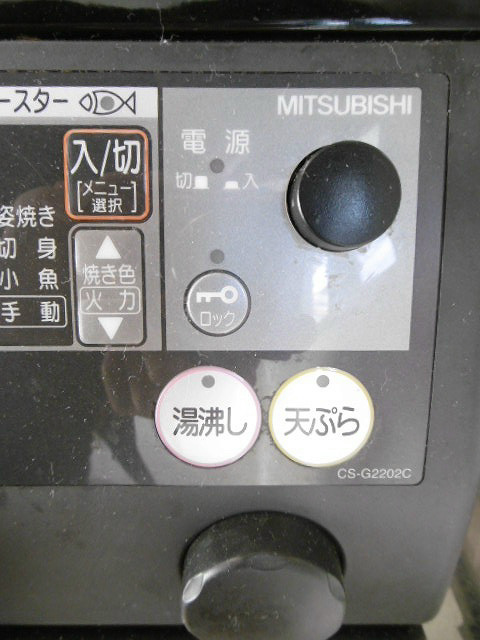 ースター
MITSUBISHI
電源
切 入
入/切
[メニュー選択]
姿焼き
切身
小魚
手動
▲
焼き色
火力
▼
ロック
湯沸し
天ぷら
CS-G2202C